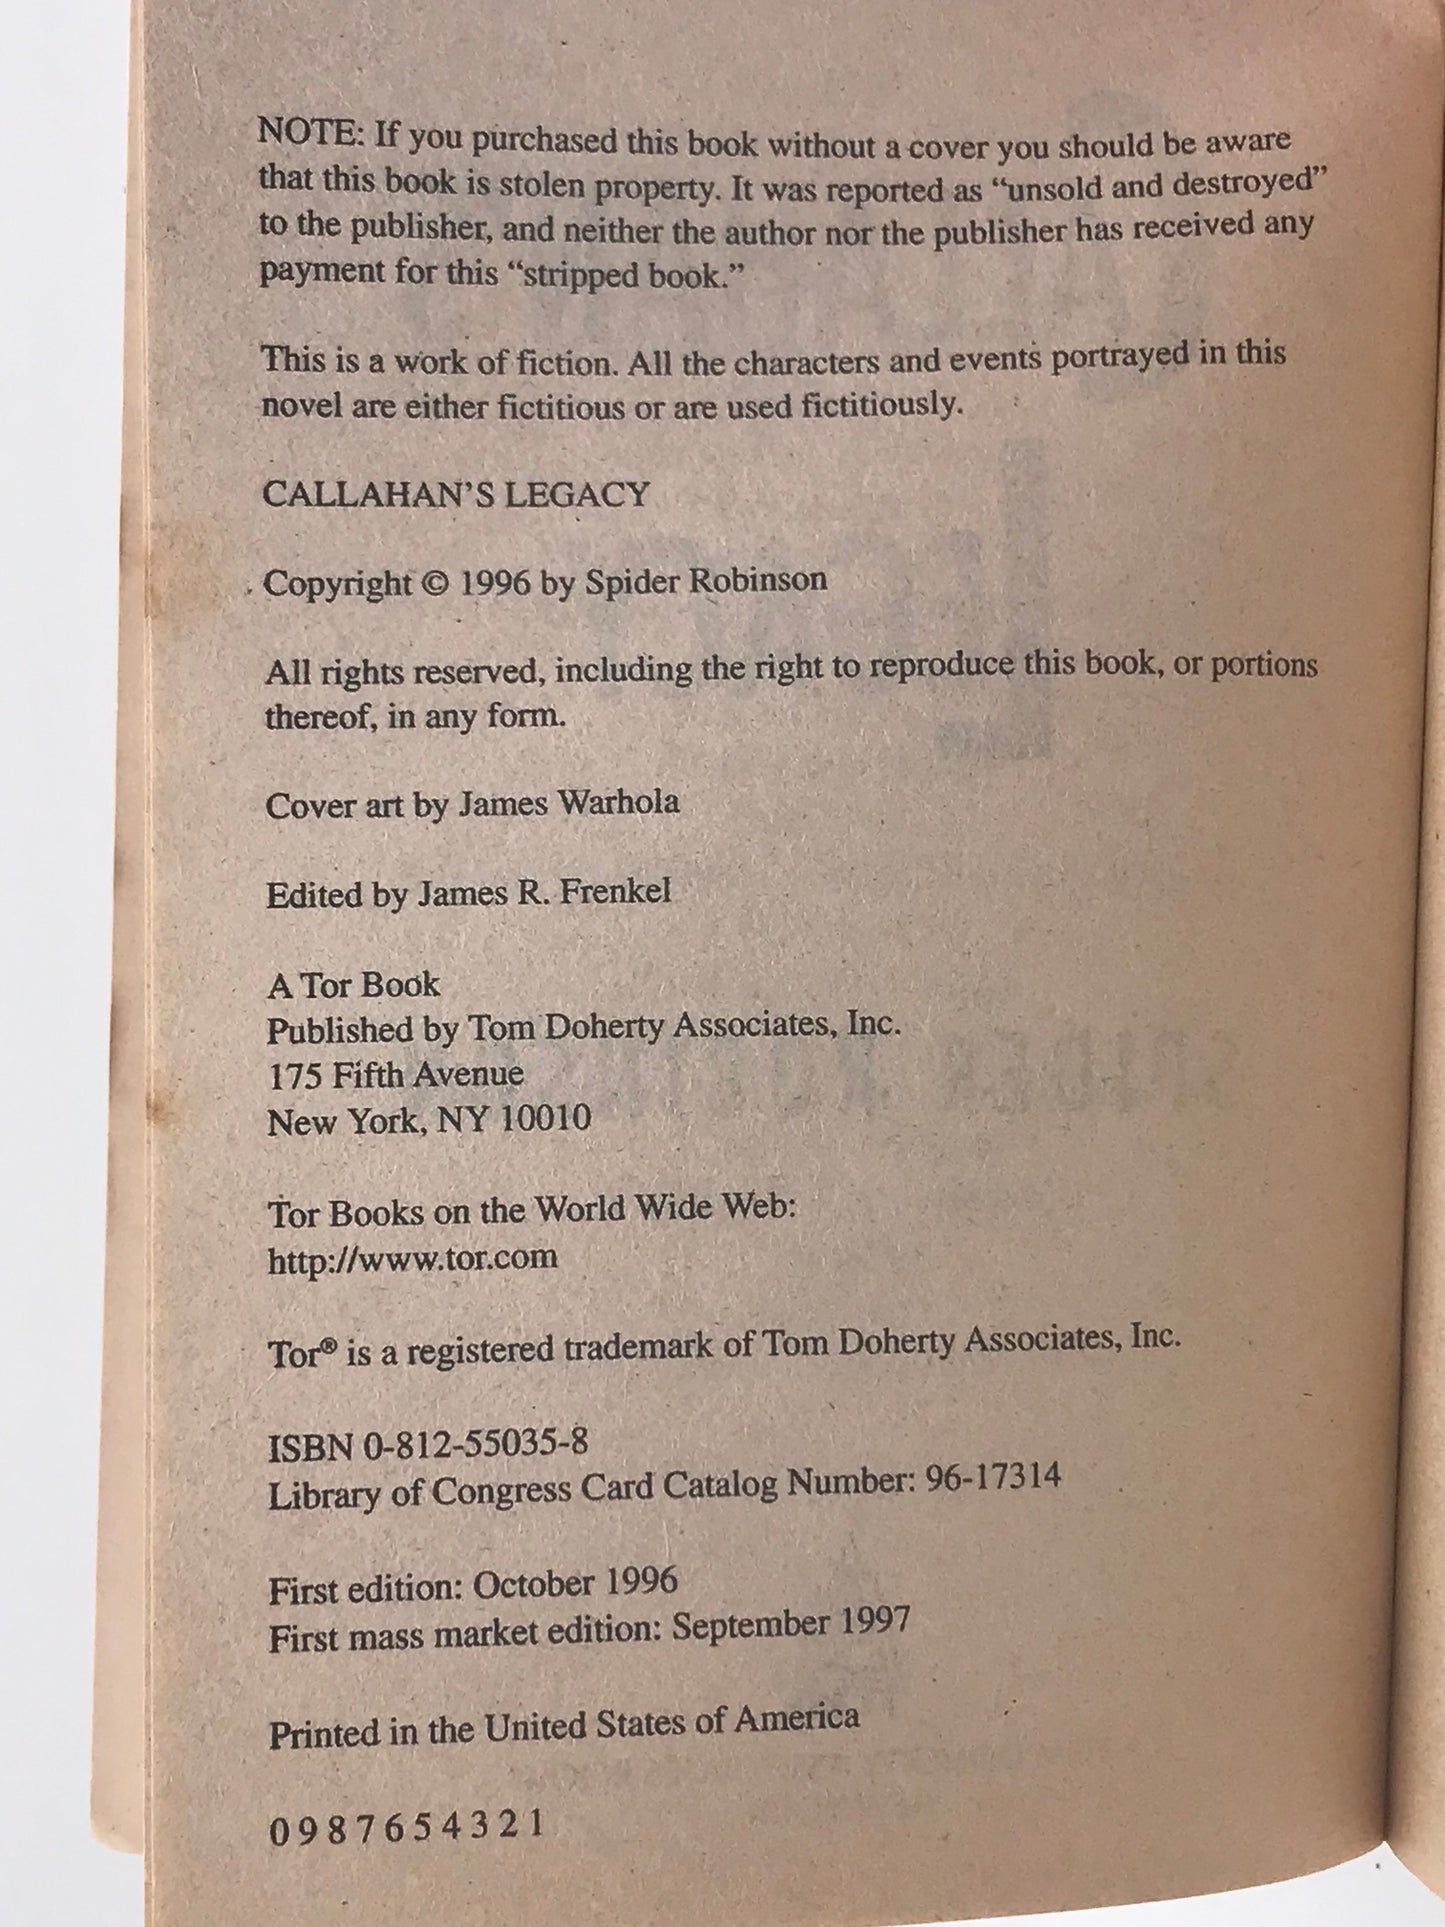 NOTE: If you purchased this book without a cover you should be aware
that this book is stolen property. It was reported as “unsold and destroyed”
to the publisher, and neither the author nor the publisher has received any
payment for this “stripped book.”
This is a work of fiction. All the characters and events portrayed in this
novel are either fictitious or are used fictitiously.
CALLAHAN’S LEGACY
Copyright © 1996 by Spider Robinson
All rights reserved, including the right to reproduce this book, or portions
thereof, in any form.
Cover art by James Warhola
Edited by James R. Frenkel
A Tor Book
Published by Tom Doherty Associates, Inc.
175 Fifth Avenue
New York, NY 10010
Tor Books on the World Wide Web:
http://www.tor.com
Tor® is a registered trademark of Tom Doherty Associates, Inc.
ISBN 0-812-55035-8
Library of Congress Card Catalog Number: 96-17314
First edition: October 1996
First mass market edition: September 1997
Printed in the United States of America
0 9 8 7 6 5 4 3 2 1